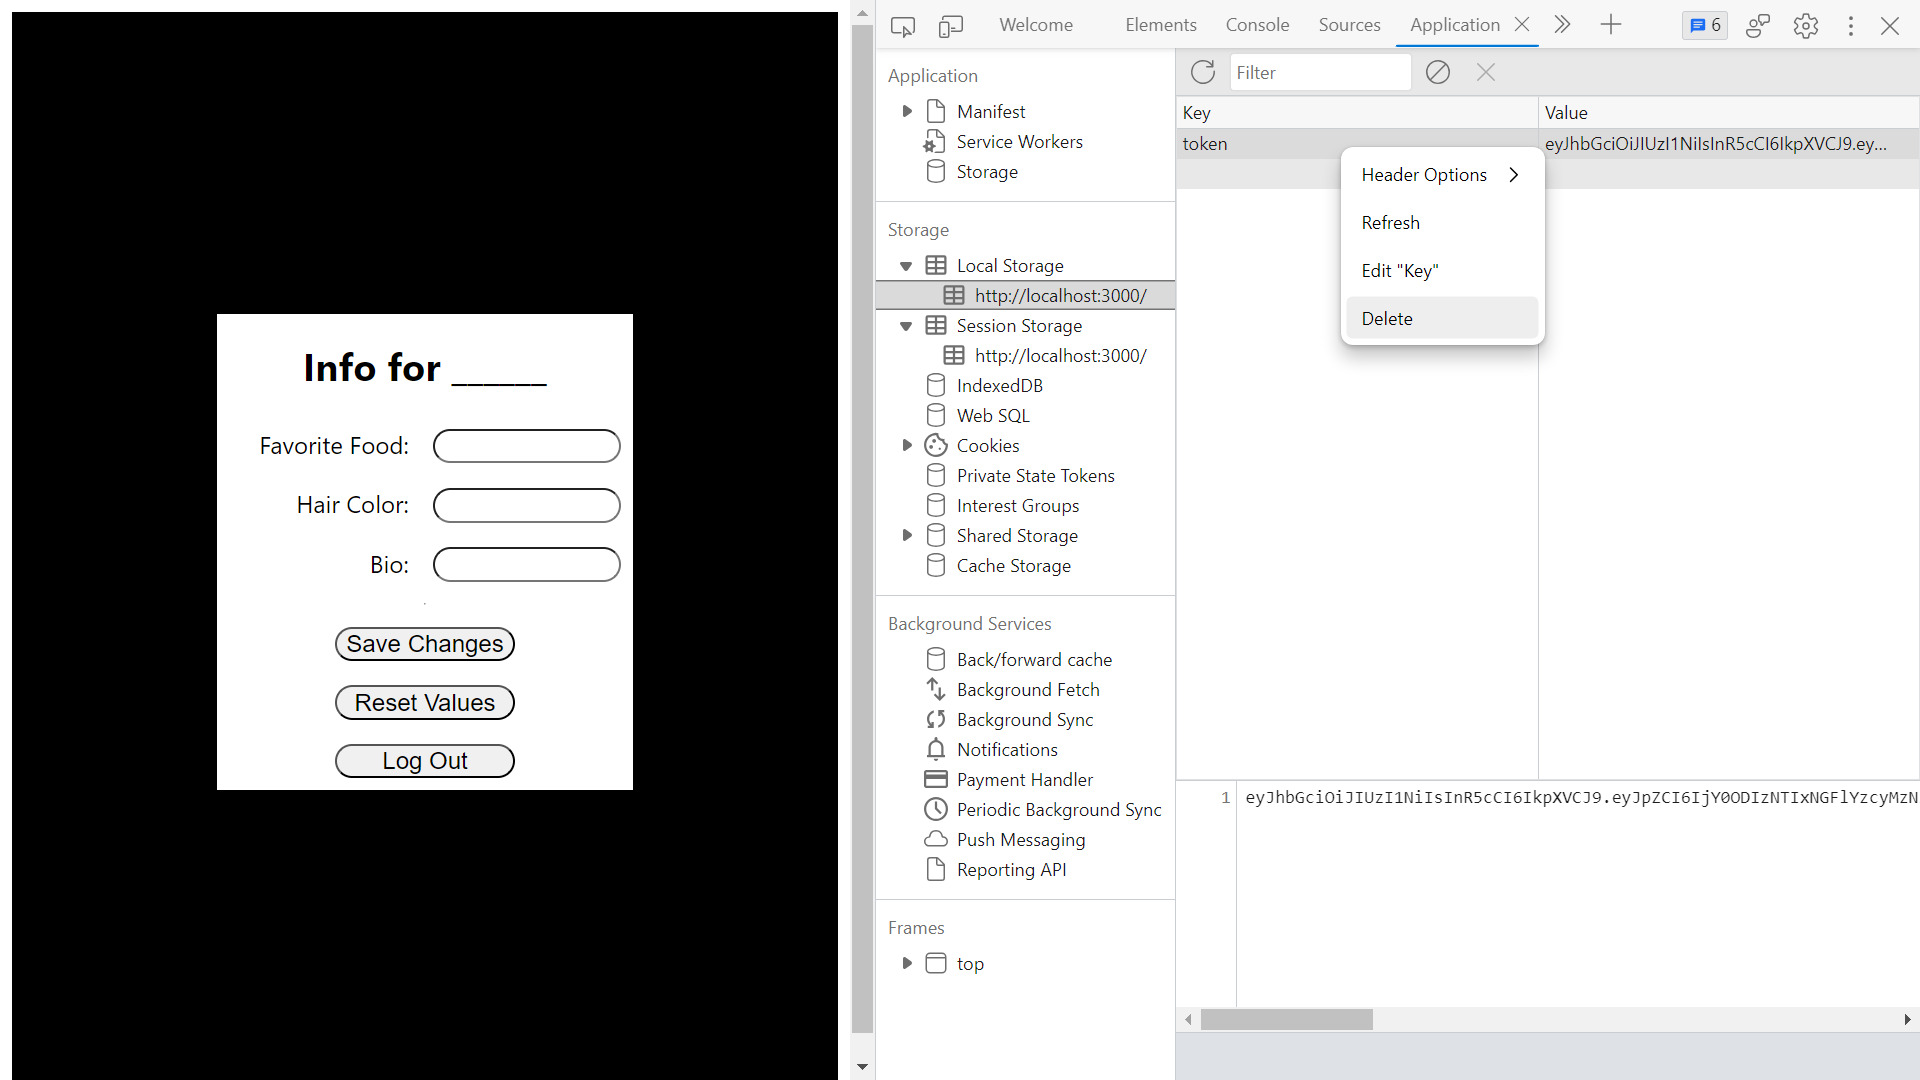 Info for ______
Favorite Food:
Hair Color:
Bio:
Save Changes
Reset Values
Log Out
Welcome
Elements
Console
Sources
Application
6
Application
Manifest
Service Workers
Storage
Storage
Local Storage
http://localhost:3000/
Session Storage
http://localhost:3000/
IndexedDB
Web SQL
Cookies
Private State Tokens
Interest Groups
Shared Storage
Cache Storage
Background Services
Back/forward cache
Background Fetch
Background Sync
Notifications
Payment Handler
Periodic Background Sync
Push Messaging
Reporting API
Frames
top
Filter
Key Value
token eyJhbGciOiJIUzI1NiIsInR5cCI6IkpXVCJ9.ey...
Header Options
Refresh
Edit "Key"
Delete
1 eyJhbGciOiJIUzI1NiIsInR5cCI6IkpXVCJ9.eyJpZCI6IjY0ODIzNTIxNGFlYzcyMzN